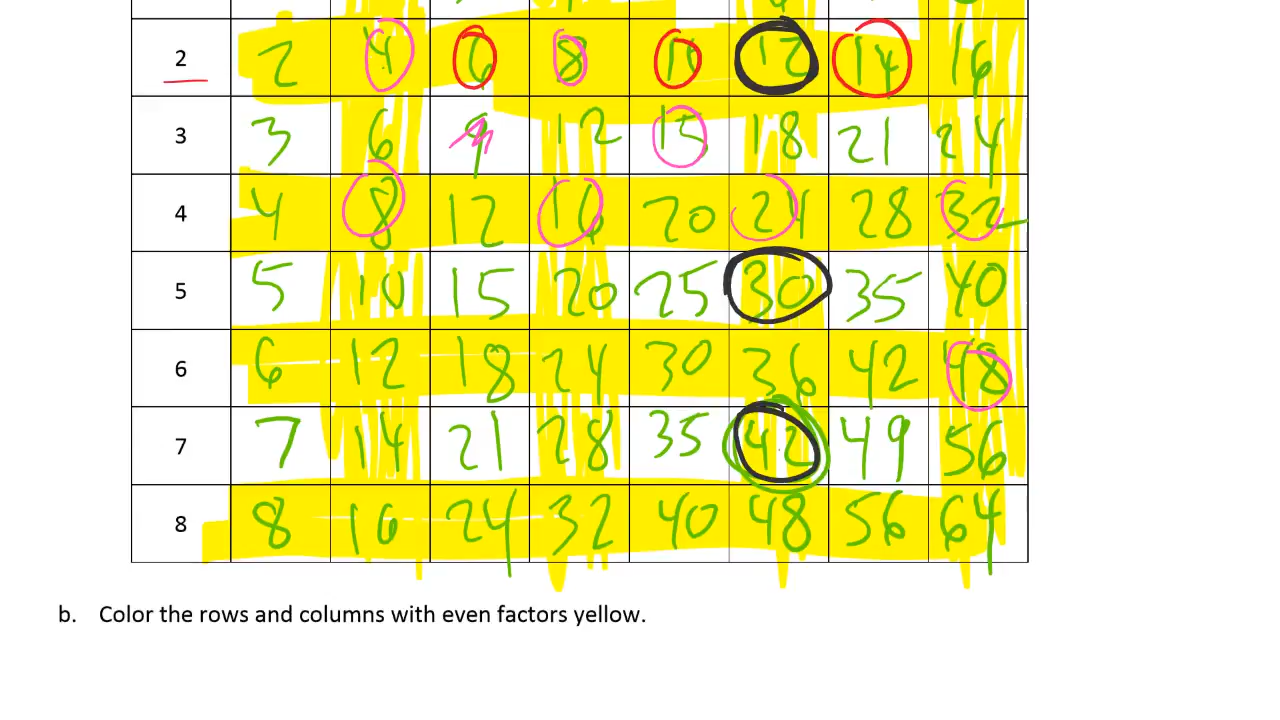 2 2 4 6 8 10 12 14 16
3 3 6 9 12 15 18 21 24
4 4 8 12 16 20 24 28 32
5 5 10 15 20 25 30 35 40
6 6 12 18 24 30 36 42 48
7 7 14 21 28 35 42 49 56
8 8 16 24 32 40 48 56 64
b. Color the rows and columns with even factors yellow.